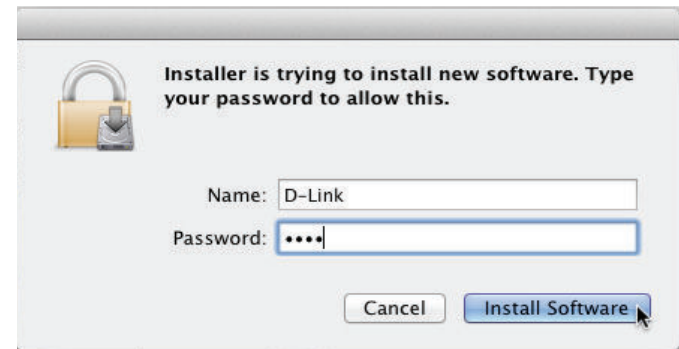 Installer is trying to install new software. Type
your password to allow this.
Name: D-Link
Password: ••••
Cancel Install Software